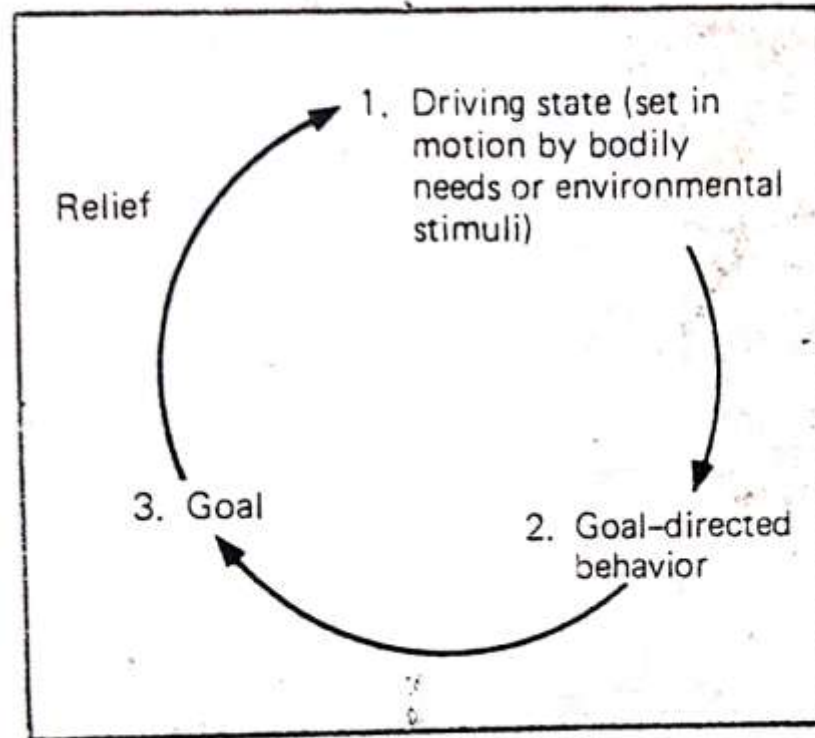 1. Driving state (set in
motion by bodily
needs or environmental
stimuli)
Relief
3. Goal
2. Goal-directed
behavior